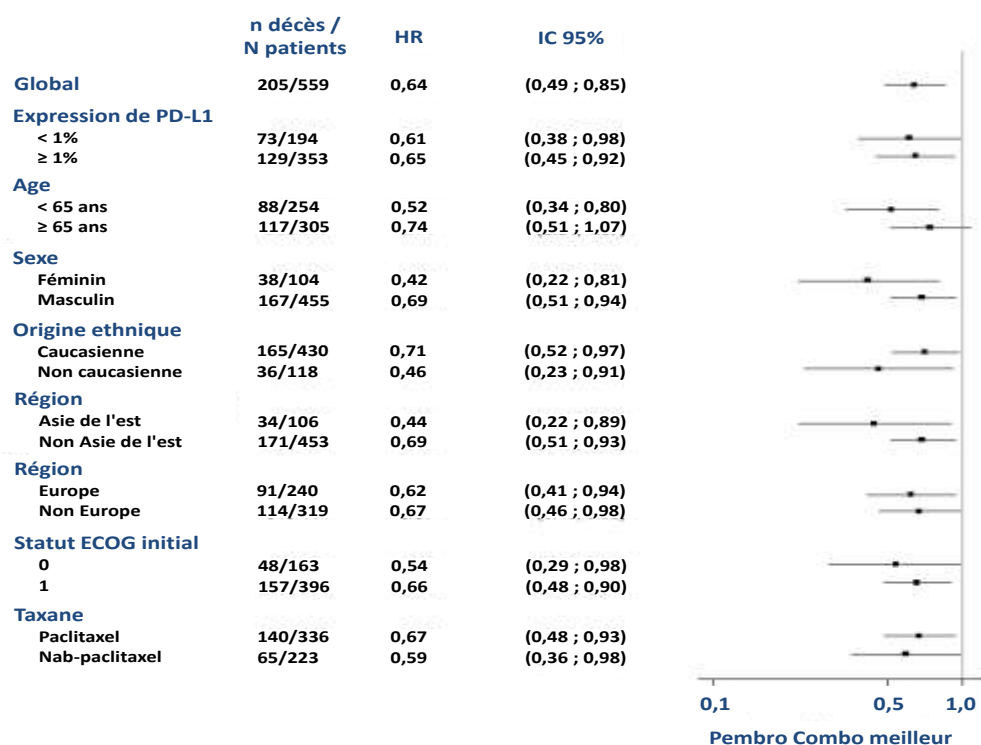 n décès /
N patients HR IC 95%
Global 205/559 0,64 (0,49 ; 0,85)
Expression de PD-L1
< 1% 73/194 0,61 (0,38 ; 0,98)
≥ 1% 129/353 0,65 (0,45 ; 0,92)
Age
< 65 ans 88/254 0,52 (0,34 ; 0,80)
≥ 65 ans 117/305 0,74 (0,51 ; 1,07)
Sexe
Féminin 38/104 0,42 (0,22 ; 0,81)
Masculin 167/455 0,69 (0,51 ; 0,94)
Origine ethnique
Caucasienne 165/430 0,71 (0,52 ; 0,97)
Non caucasienne 36/118 0,46 (0,23 ; 0,91)
Région
Asie de l'est 34/106 0,44 (0,22 ; 0,89)
Non Asie de l'est 171/453 0,69 (0,51 ; 0,93)
Région
Europe 91/240 0,62 (0,41 ; 0,94)
Non Europe 114/319 0,67 (0,46 ; 0,98)
Statut ECOG initial
0 48/163 0,54 (0,29 ; 0,98)
1 157/396 0,66 (0,48 ; 0,90)
Taxane
Paclitaxel 140/336 0,67 (0,48 ; 0,93)
Nab-paclitaxel 65/223 0,59 (0,36 ; 0,98)
0,1 0,5 1,0
Pembro Combo meilleur